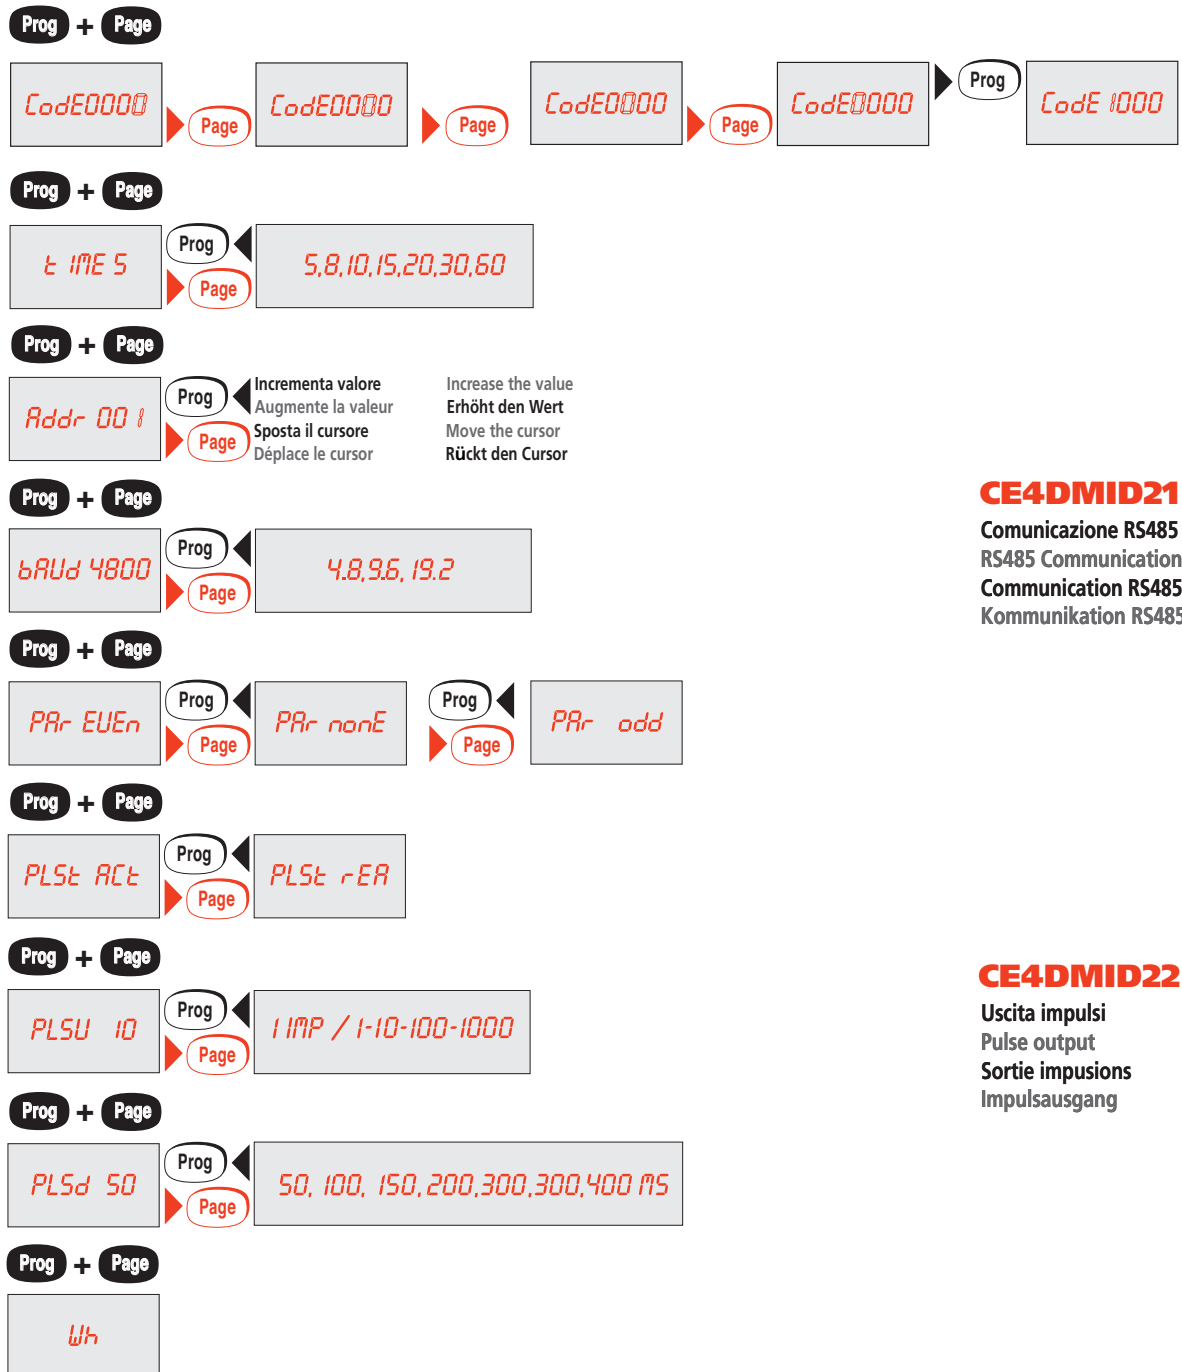 Prog + Page
CodE0000 Page CodE0000 Page CodE0000 Page CodE0000 Prog CodE 1000
Prog + Page
t IME 5 Prog Page 5,8,10,15,20,30,60
Prog + Page
Addr 001 Prog Page
Incrementa valore Increase the value
Augmente la valeur Erhöht den Wert
Sposta il cursore Move the cursor
Déplace le cursor Rückt den Cursor
Prog + Page
bAUd 4800 Prog Page 4.8,9.6, 19.2
CE4DMID21
Comunicazione RS485
RS485 Communication
Communication RS485
Kommunikation RS485
Prog + Page
PAr EUEn Prog Page PAr nonE Prog Page PAr odd
Prog + Page
PLSt ACt Prog Page PLSt rEA
Prog + Page
PLSU 10 Prog Page 1 IMP / 1-10-100-1000
CE4DMID22
Uscita impulsi
Pulse output
Sortie impusions
Impulsausgang
Prog + Page
PLSd 50 Prog Page 50, 100, 150, 200,300,300,400 MS
Prog + Page
Wh